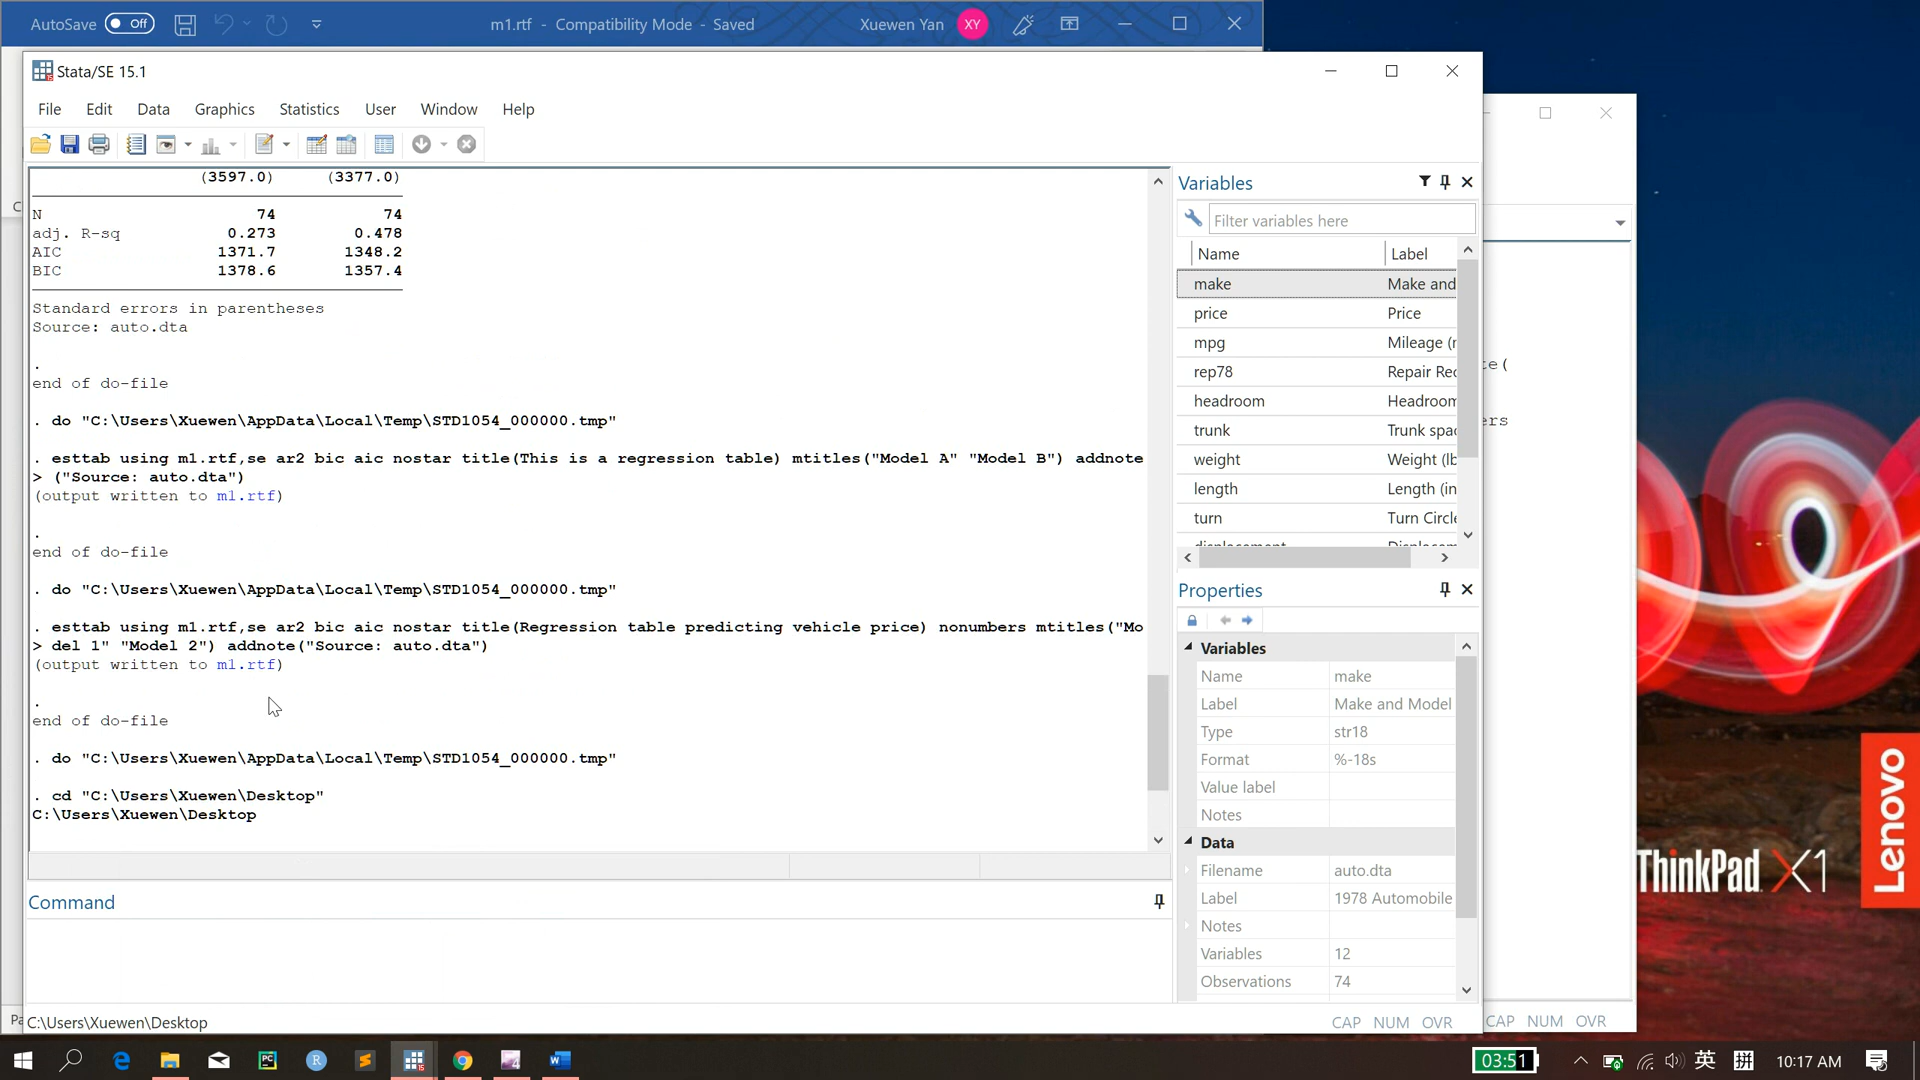 AutoSave Off m1.rtf - Compatibility Mode - Saved Xuewen Yan XY
Stata/SE 15.1
File Edit Data Graphics Statistics User Window Help
(3597.0) (3377.0)
N 74 74
adj. R-sq 0.273 0.478
AIC 1371.7 1348.2
BIC 1378.6 1357.4
Standard errors in parentheses
Source: auto.dta
.
end of do-file
. do "C:\Users\Xuewen\AppData\Local\Temp\STD1054_000000.tmp"
. esttab using m1.rtf,se ar2 bic aic nostar title(This is a regression table) mtitles("Model A" "Model B") addnote
> ("Source: auto.dta")
(output written to m1.rtf)
.
end of do-file
. do "C:\Users\Xuewen\AppData\Local\Temp\STD1054_000000.tmp"
. esttab using m1.rtf,se ar2 bic aic nostar title(Regression table predicting vehicle price) nonumbers mtitles("Mo
> del 1" "Model 2") addnote("Source: auto.dta")
(output written to m1.rtf)
.
end of do-file
. do "C:\Users\Xuewen\AppData\Local\Temp\STD1054_000000.tmp"
. cd "C:\Users\Xuewen\Desktop"
C:\Users\Xuewen\Desktop
Command
C:\Users\Xuewen\Desktop
Variables
Filter variables here
Name Label
make Make and
price Price
mpg Mileage (
rep78 Repair Rec
headroom Headroom
trunk Trunk spac
weight Weight (lb
length Length (in
turn Turn Circle
Properties
Variables
Name make
Label Make and Model
Type str18
Format %-18s
Value label
Notes
Data
Filename auto.dta
Label 1978 Automobile
Notes
Variables 12
Observations 74
CAP NUM OVR
te(
ers
CAP NUM OVR
Lenovo
ThinkPad X1
03:51 英 拼 10:17 AM